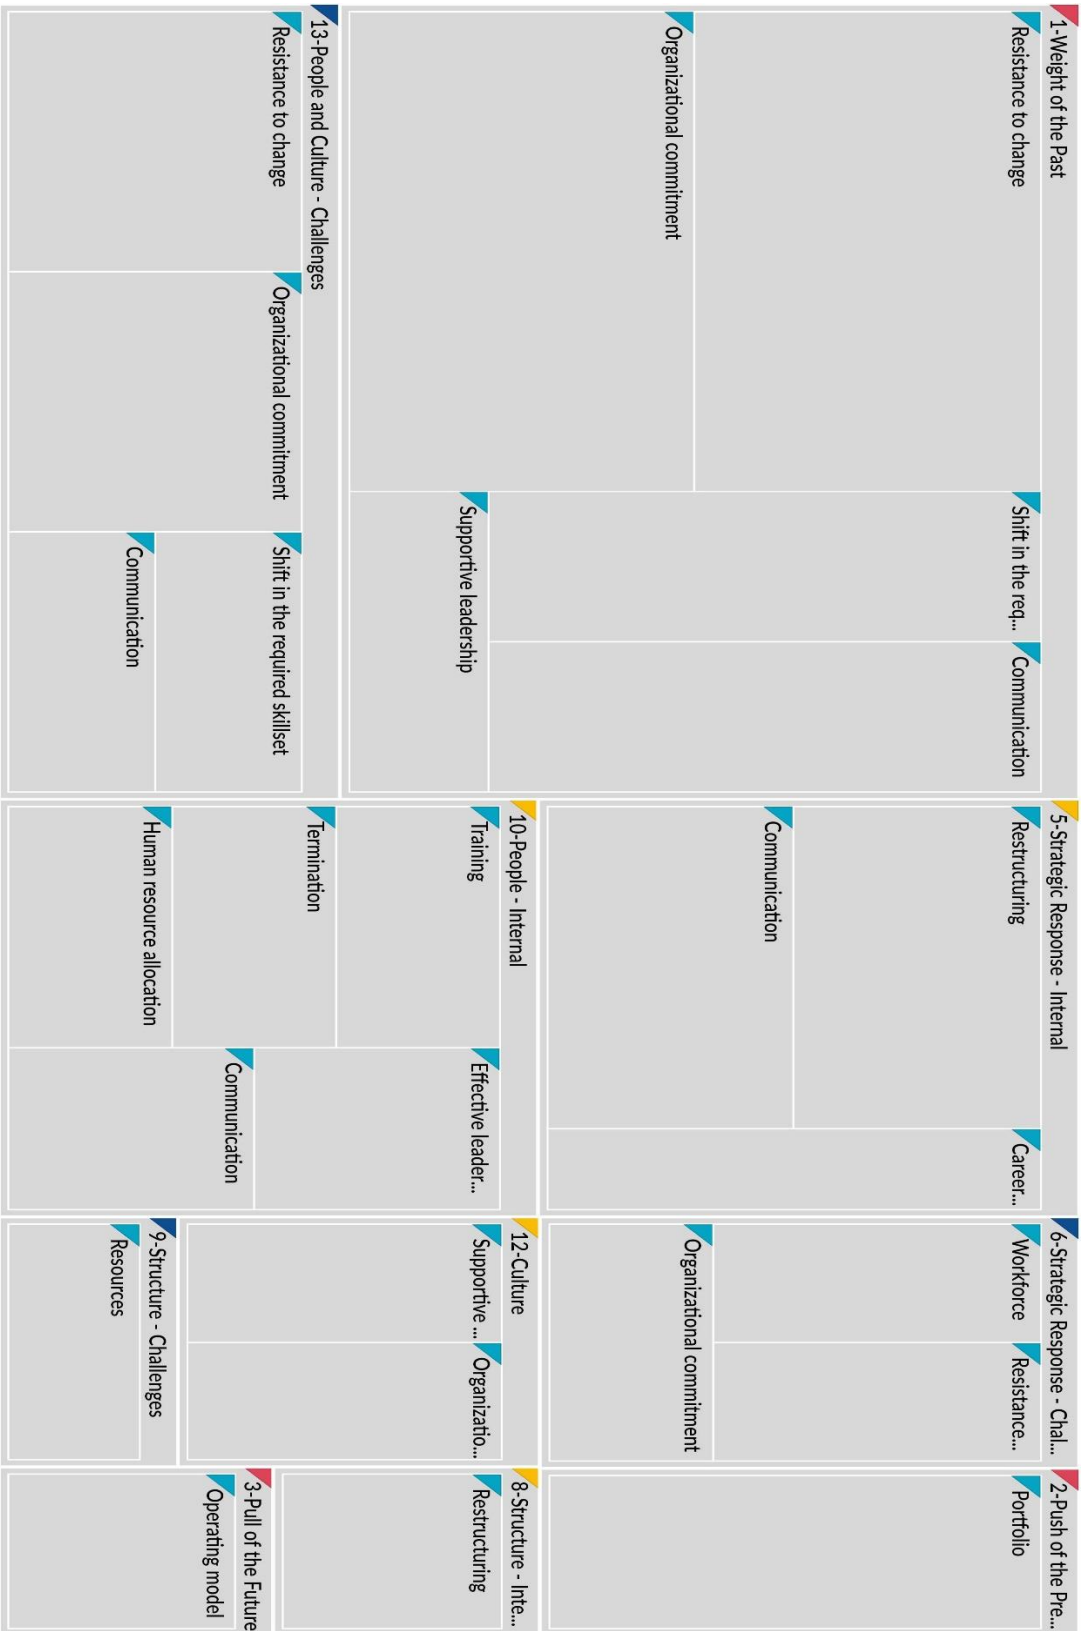 1-Weight of the Past
Resistance to change
Organizational commitment
Shift in the req...
Communication
Supportive leadership
13-People and Culture - Challenges
Resistance to change
Organizational commitment
Shift in the required skillset
Communication
5-Strategic Response - Internal
Restructuring
Communication
Career...
10-People - Internal
Training
Termination
Human resource allocation
Effective leader...
Communication
6-Strategic Response - Chal...
Workforce
Resistance...
Organizational commitment
12-Culture
Supportive ...
Organizatio...
9-Structure - Challenges
Resources
2-Push of the Pre...
Portfolio
8-Structure - Inte...
Restructuring
3-Pull of the Future
Operating model